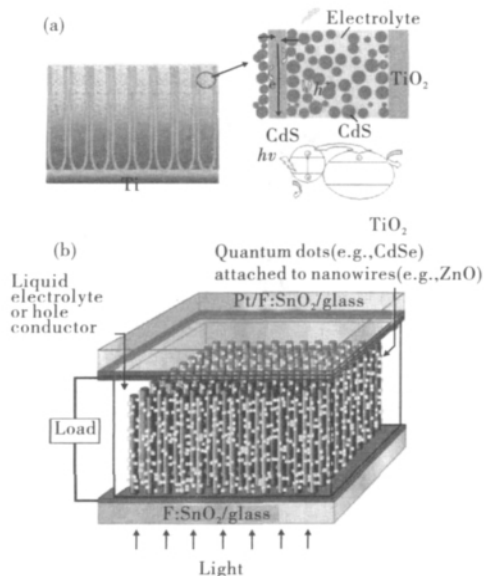 (a)
Electrolyte
TiO₂
CdS
CdS
hv
Ti
TiO₂
(b)
Quantum dots(e.g.,CdSe)
attached to nanowires(e.g.,ZnO)
Liquid
electrolyte
or hole
conductor
Pt/F:SnO₂/glass
Load
F:SnO₂/glass
Light